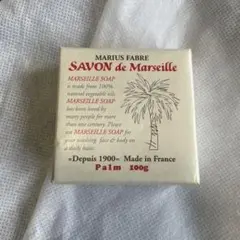 MARIUS FABRE
SAVON de Marseille
MARSEILLE SOAP
is made from 100%
natural vegetable oils.
MARSEILLE SOAP
has been loved by
many people for more
than one century. Please
use MARSEILLE SOAP for
your washing face & body on
a daily basis.
«Depuis 1900» Made in France
Palm 100g